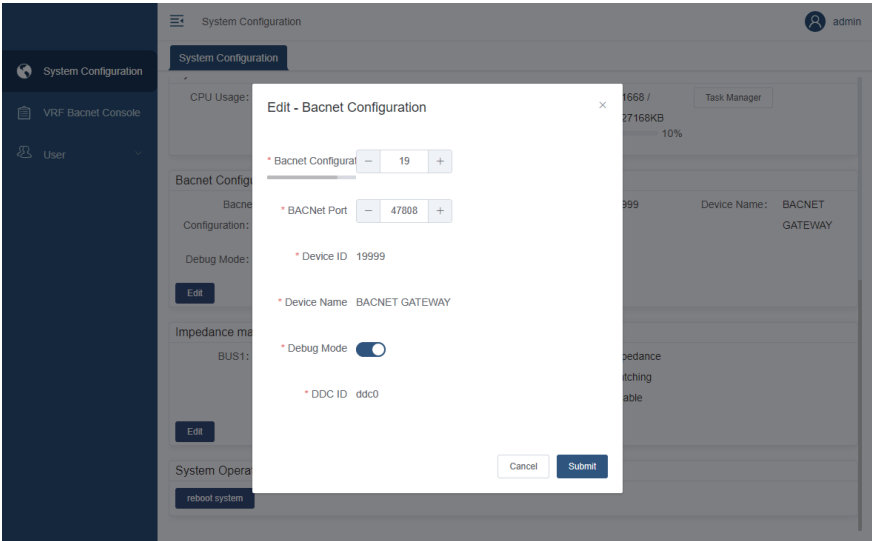 System Configuration
admin
System Configuration
System Configuration
VRF Bacnet Console
User
CPU Usage:
1668 /
27168KB
10%
Task Manager
Bacnet Configu
Bacne
Configuration:
999
Device Name:
BACNET
GATEWAY
Debug Mode:
Edit
Impedance ma
BUS1:
pedance
tching
able
Edit
System Operat
reboot system
Edit - Bacnet Configuration
×
* Bacnet Configurat
−
19
+
* BACNet Port
−
47808
+
* Device ID
19999
* Device Name
BACNET GATEWAY
* Debug Mode
* DDC ID
ddc0
Cancel
Submit